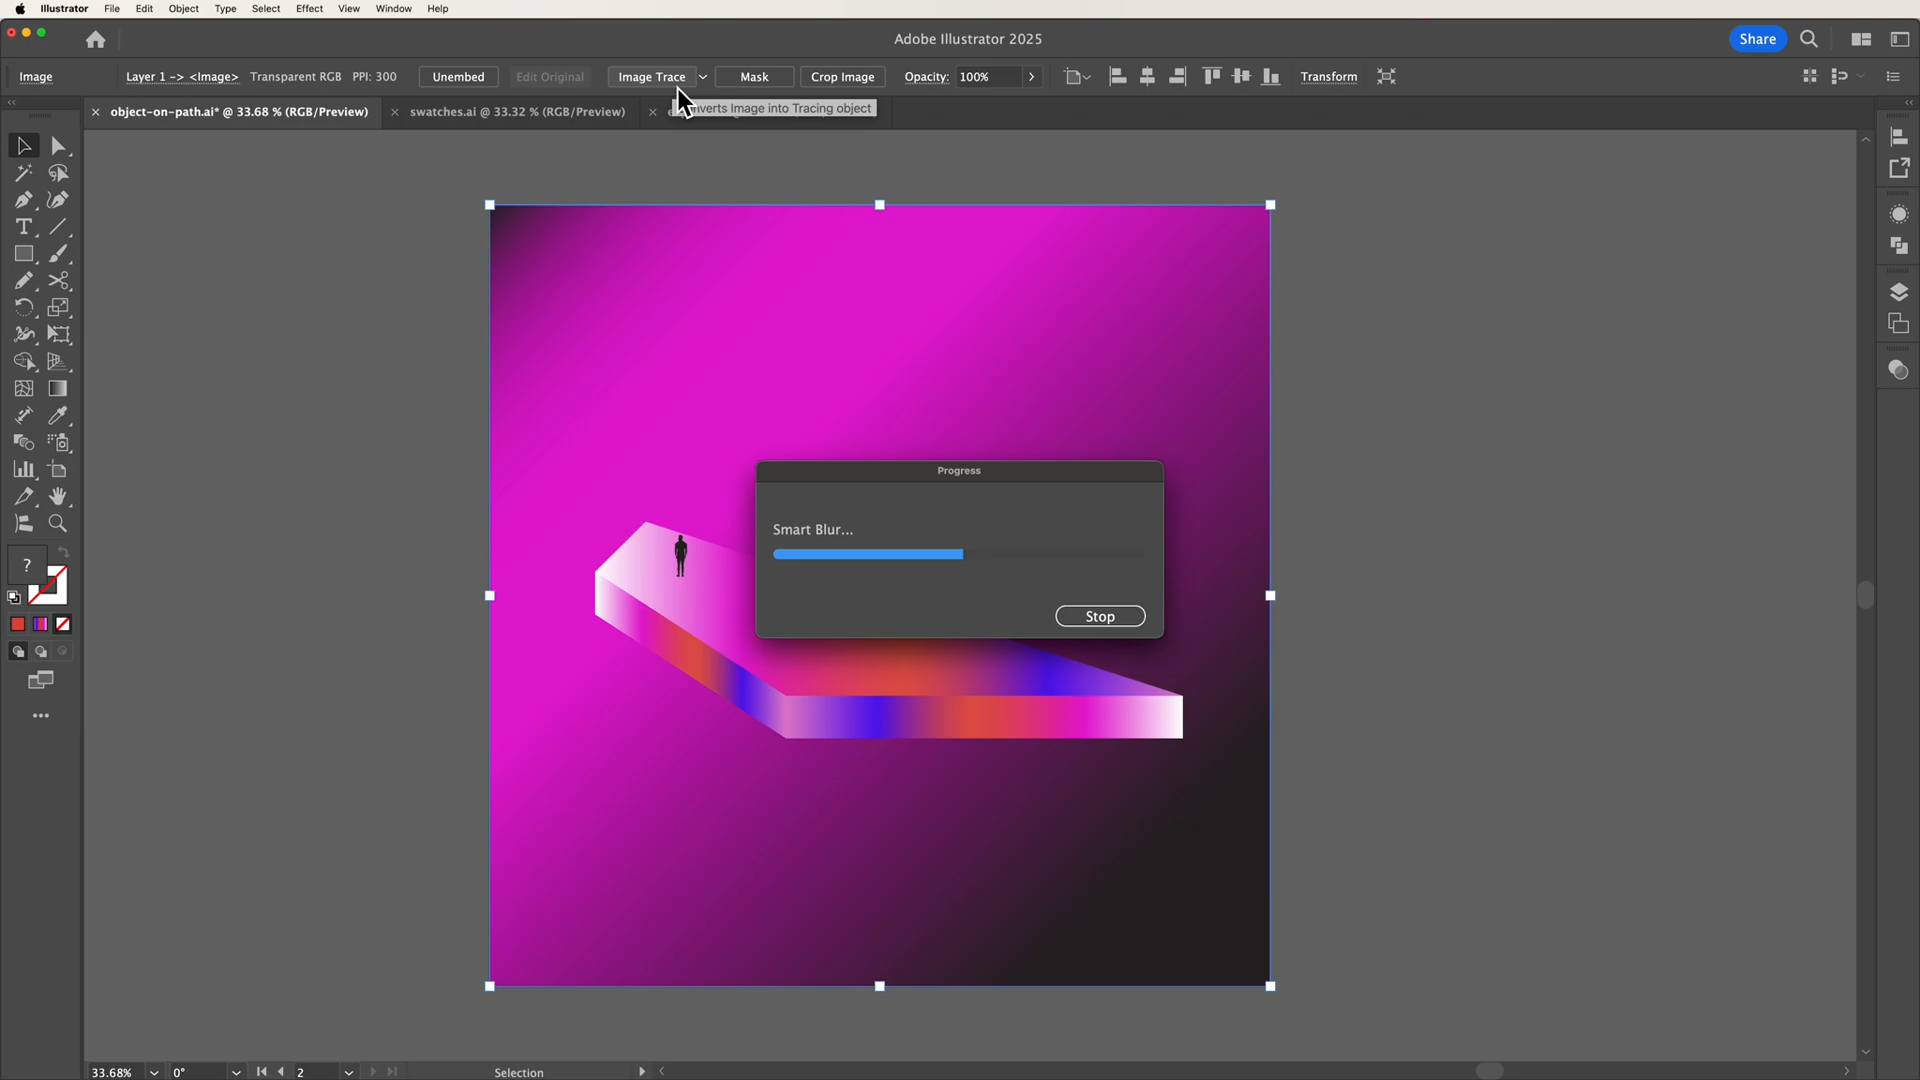 Illustrator File Edit Object Type Select Effect View Window Help
Adobe Illustrator 2025
Share
Image Layer 1 -> <Image> Transparent RGB PPI: 300 Unembed Edit Original Image Trace Mask Crop Image Opacity: 100% Transform
object-on-path.ai* @ 33.68 % (RGB/Preview) swatches.ai @ 33.32 % (RGB/Preview)
nverts Image into Tracing object
Progress
Smart Blur...
Stop
?
33.68% 0° 2 Selection